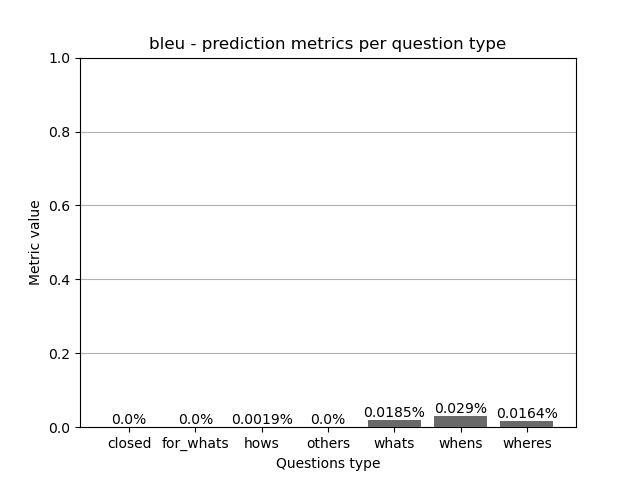 bleu - prediction metrics per question type
Metric value
1.0
0.8
0.6
0.4
0.2
0.0
0.0% 0.0% 0.0019% 0.0% 0.0185% 0.029% 0.0164%
closed for_whats hows others whats whens wheres
Questions type